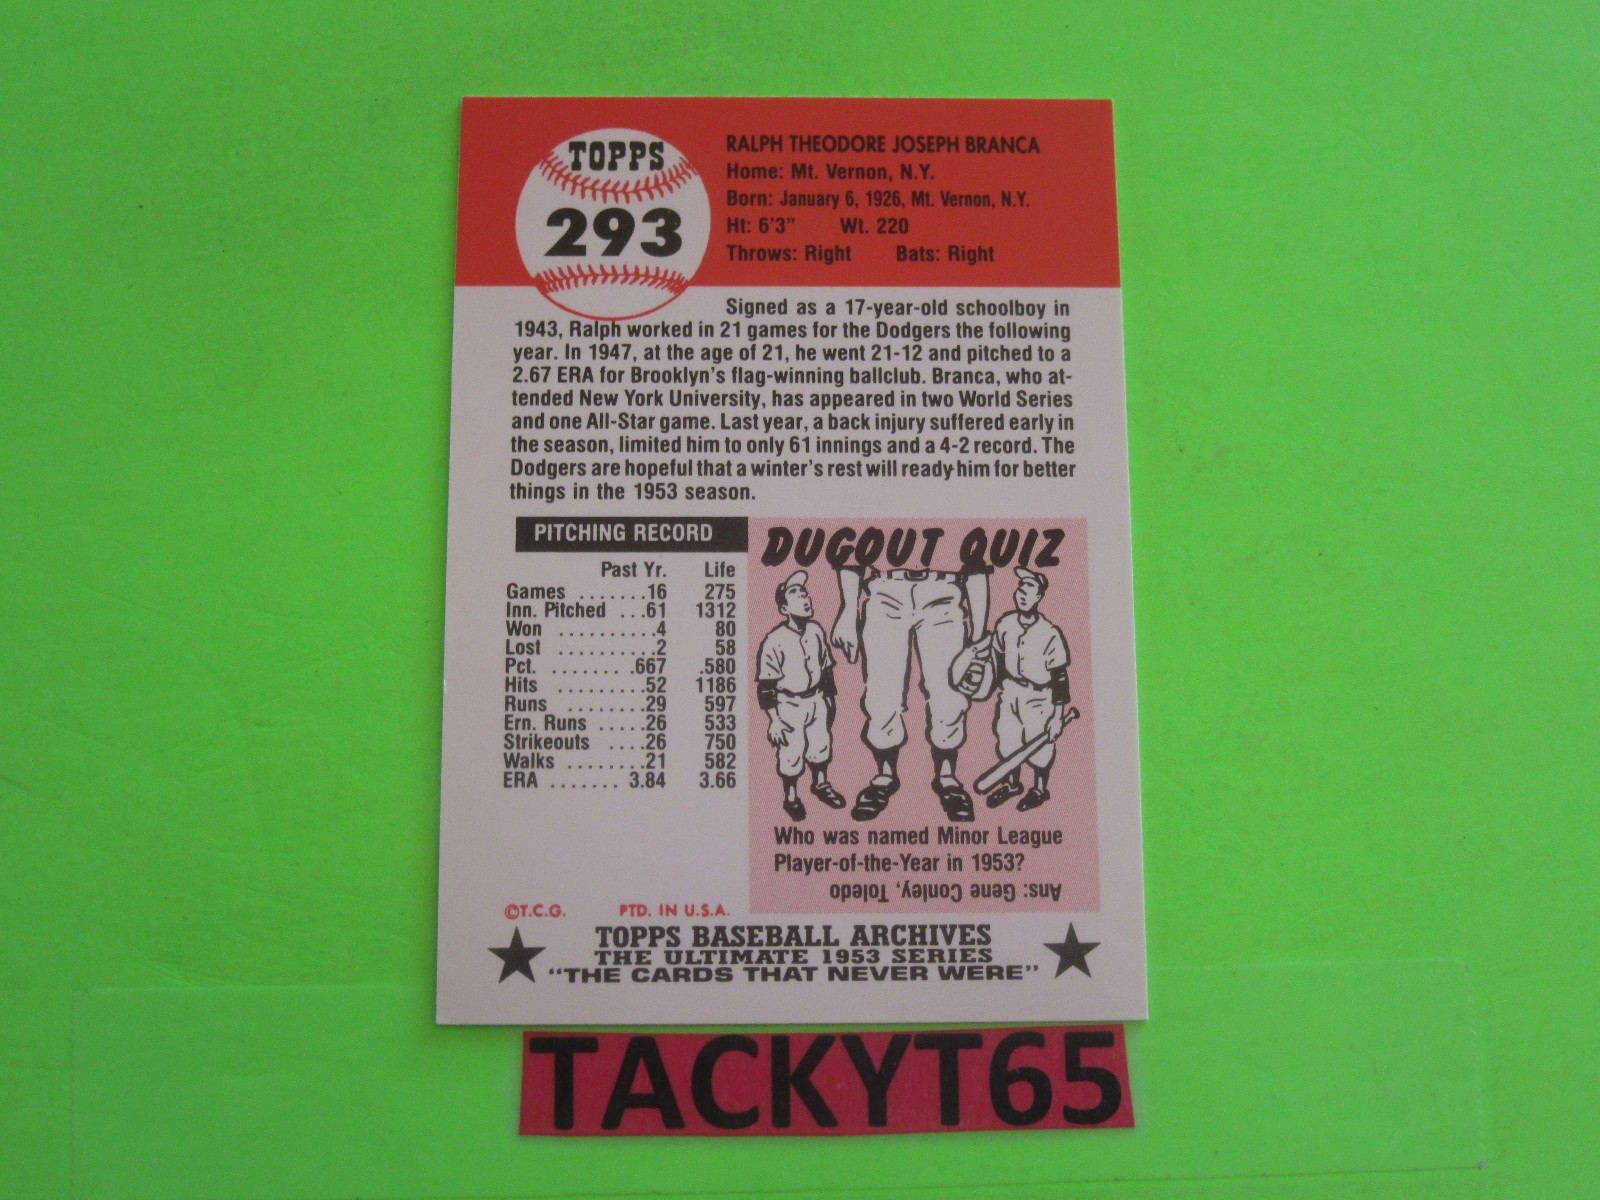 TOPPS
293
RALPH THEODORE JOSEPH BRANCA
Home: Mt. Vernon, N.Y.
Born: January 6, 1926, Mt. Vernon, N.Y.
Ht: 6'3" Wt. 220
Throws: Right Bats: Right
Signed as a 17-year-old schoolboy in
1943, Ralph worked in 21 games for the Dodgers the following
year. In 1947, at the age of 21, he went 21-12 and pitched to a
2.67 ERA for Brooklyn's flag-winning ballclub. Branca, who at-
tended New York University, has appeared in two World Series
and one All-Star game. Last year, a back injury suffered early in
the season, limited him to only 61 innings and a 4-2 record. The
Dodgers are hopeful that a winter's rest will ready him for better
things in the 1953 season.
PITCHING RECORD
Past Yr. Life
Games .......16 275
Inn. Pitched ...61 1312
Won ..........4 80
Lost ..........2 58
Pct. ........667 .580
Hits .........52 1186
Runs ........29 597
Ern. Runs .....26 533
Strikeouts ....26 750
Walks ........21 582
ERA ....... 3.84 3.66
DUGOUT QUIZ
Who was named Minor League
Player-of-the-Year in 1953?
Ans: Gene Conley, Toledo
©T.C.G. PTD. IN U.S.A.
TOPPS BASEBALL ARCHIVES
THE ULTIMATE 1953 SERIES
"THE CARDS THAT NEVER WERE"
TACKYT65